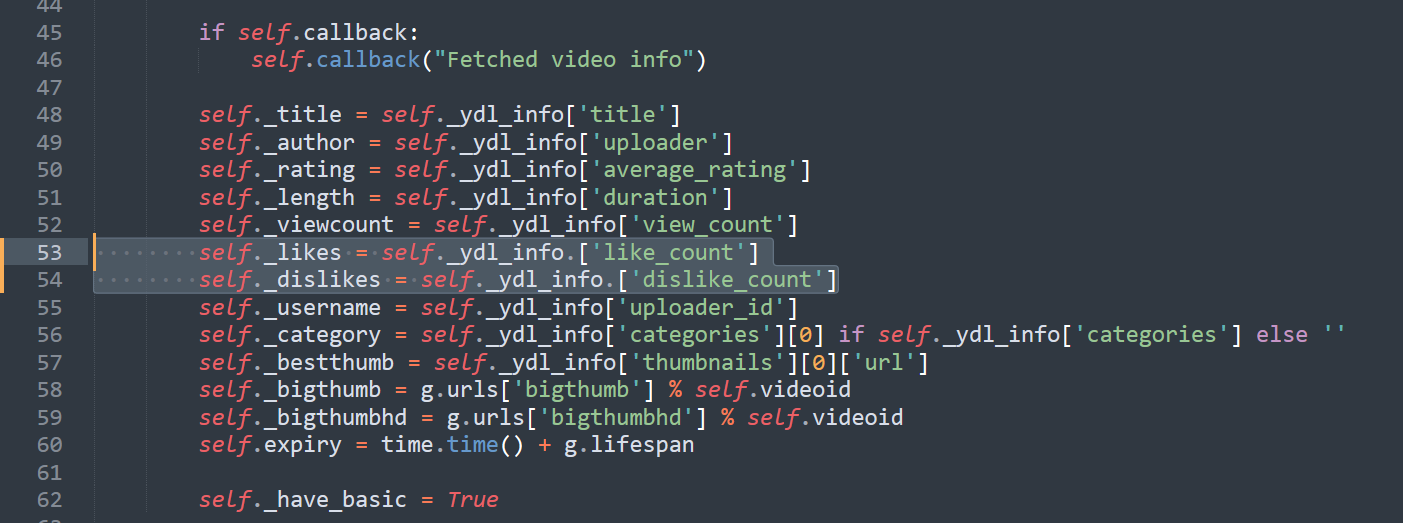 44
45 if self.callback:
46 self.callback("Fetched video info")
47
48 self._title = self._ydl_info['title']
49 self._author = self._ydl_info['uploader']
50 self._rating = self._ydl_info['average_rating']
51 self._length = self._ydl_info['duration']
52 self._viewcount = self._ydl_info['view_count']
53 self._likes = self._ydl_info.['like_count']
54 self._dislikes = self._ydl_info.['dislike_count']
55 self._username = self._ydl_info['uploader_id']
56 self._category = self._ydl_info['categories'][0] if self._ydl_info['categories'] else ''
57 self._bestthumb = self._ydl_info['thumbnails'][0]['url']
58 self._bigthumb = g.urls['bigthumb'] % self.videoid
59 self._bigthumbhd = g.urls['bigthumbhd'] % self.videoid
60 self.expiry = time.time() + g.lifespan
61
62 self._have_basic = True